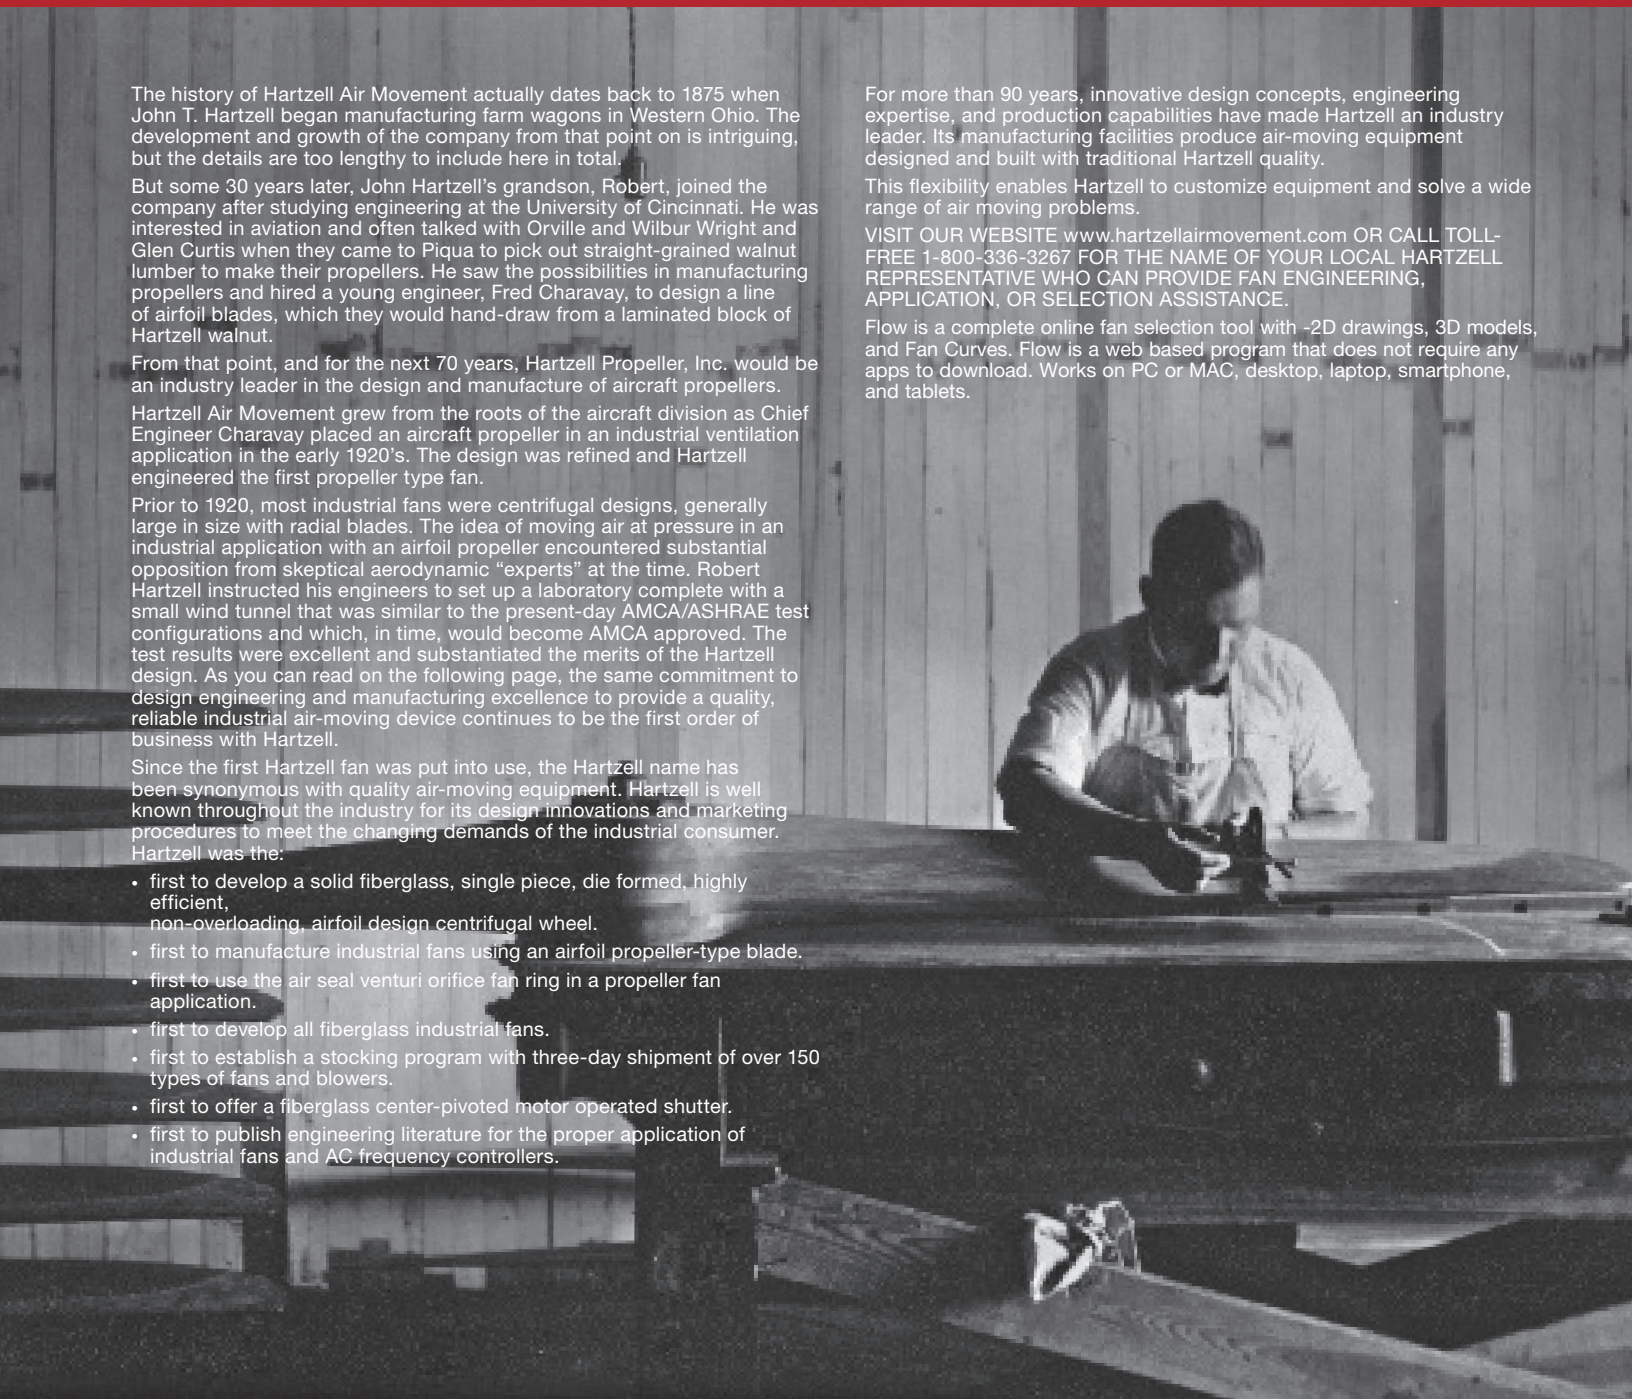 The history of Hartzell Air Movement actually dates back to 1875 when
John T. Hartzell began manufacturing farm wagons in Western Ohio. The
development and growth of the company from that point on is intriguing,
but the details are too lengthy to include here in total.
But some 30 years later, John Hartzell’s grandson, Robert, joined the
company after studying engineering at the University of Cincinnati. He was
interested in aviation and often talked with Orville and Wilbur Wright and
Glen Curtis when they came to Piqua to pick out straight-grained walnut
lumber to make their propellers. He saw the possibilities in manufacturing
propellers and hired a young engineer, Fred Charavay, to design a line
of airfoil blades, which they would hand-draw from a laminated block of
Hartzell walnut.
From that point, and for the next 70 years, Hartzell Propeller, Inc. would be
an industry leader in the design and manufacture of aircraft propellers.
Hartzell Air Movement grew from the roots of the aircraft division as Chief
Engineer Charavay placed an aircraft propeller in an industrial ventilation
application in the early 1920’s. The design was refined and Hartzell
engineered the first propeller type fan.
Prior to 1920, most industrial fans were centrifugal designs, generally
large in size with radial blades. The idea of moving air at pressure in an
industrial application with an airfoil propeller encountered substantial
opposition from skeptical aerodynamic “experts” at the time. Robert
Hartzell instructed his engineers to set up a laboratory complete with a
small wind tunnel that was similar to the present-day AMCA/ASHRAE test
configurations and which, in time, would become AMCA approved. The
test results were excellent and substantiated the merits of the Hartzell
design. As you can read on the following page, the same commitment to
design engineering and manufacturing excellence to provide a quality,
reliable industrial air-moving device continues to be the first order of
business with Hartzell.
Since the first Hartzell fan was put into use, the Hartzell name has
been synonymous with quality air-moving equipment. Hartzell is well
known throughout the industry for its design innovations and marketing
procedures to meet the changing demands of the industrial consumer.
Hartzell was the:
• first to develop a solid fiberglass, single piece, die formed, highly
efficient,
non-overloading, airfoil design centrifugal wheel.
• first to manufacture industrial fans using an airfoil propeller-type blade.
• first to use the air seal venturi orifice fan ring in a propeller fan
application.
• first to develop all fiberglass industrial fans.
• first to establish a stocking program with three-day shipment of over 150
types of fans and blowers.
• first to offer a fiberglass center-pivoted motor operated shutter.
• first to publish engineering literature for the proper application of
industrial fans and AC frequency controllers.
For more than 90 years, innovative design concepts, engineering
expertise, and production capabilities have made Hartzell an industry
leader. Its manufacturing facilities produce air-moving equipment
designed and built with traditional Hartzell quality.
This flexibility enables Hartzell to customize equipment and solve a wide
range of air moving problems.
VISIT OUR WEBSITE www.hartzellairmovement.com OR CALL TOLL-
FREE 1-800-336-3267 FOR THE NAME OF YOUR LOCAL HARTZELL
REPRESENTATIVE WHO CAN PROVIDE FAN ENGINEERING,
APPLICATION, OR SELECTION ASSISTANCE.
Flow is a complete online fan selection tool with -2D drawings, 3D models,
and Fan Curves. Flow is a web based program that does not require any
apps to download. Works on PC or MAC, desktop, laptop, smartphone,
and tablets.